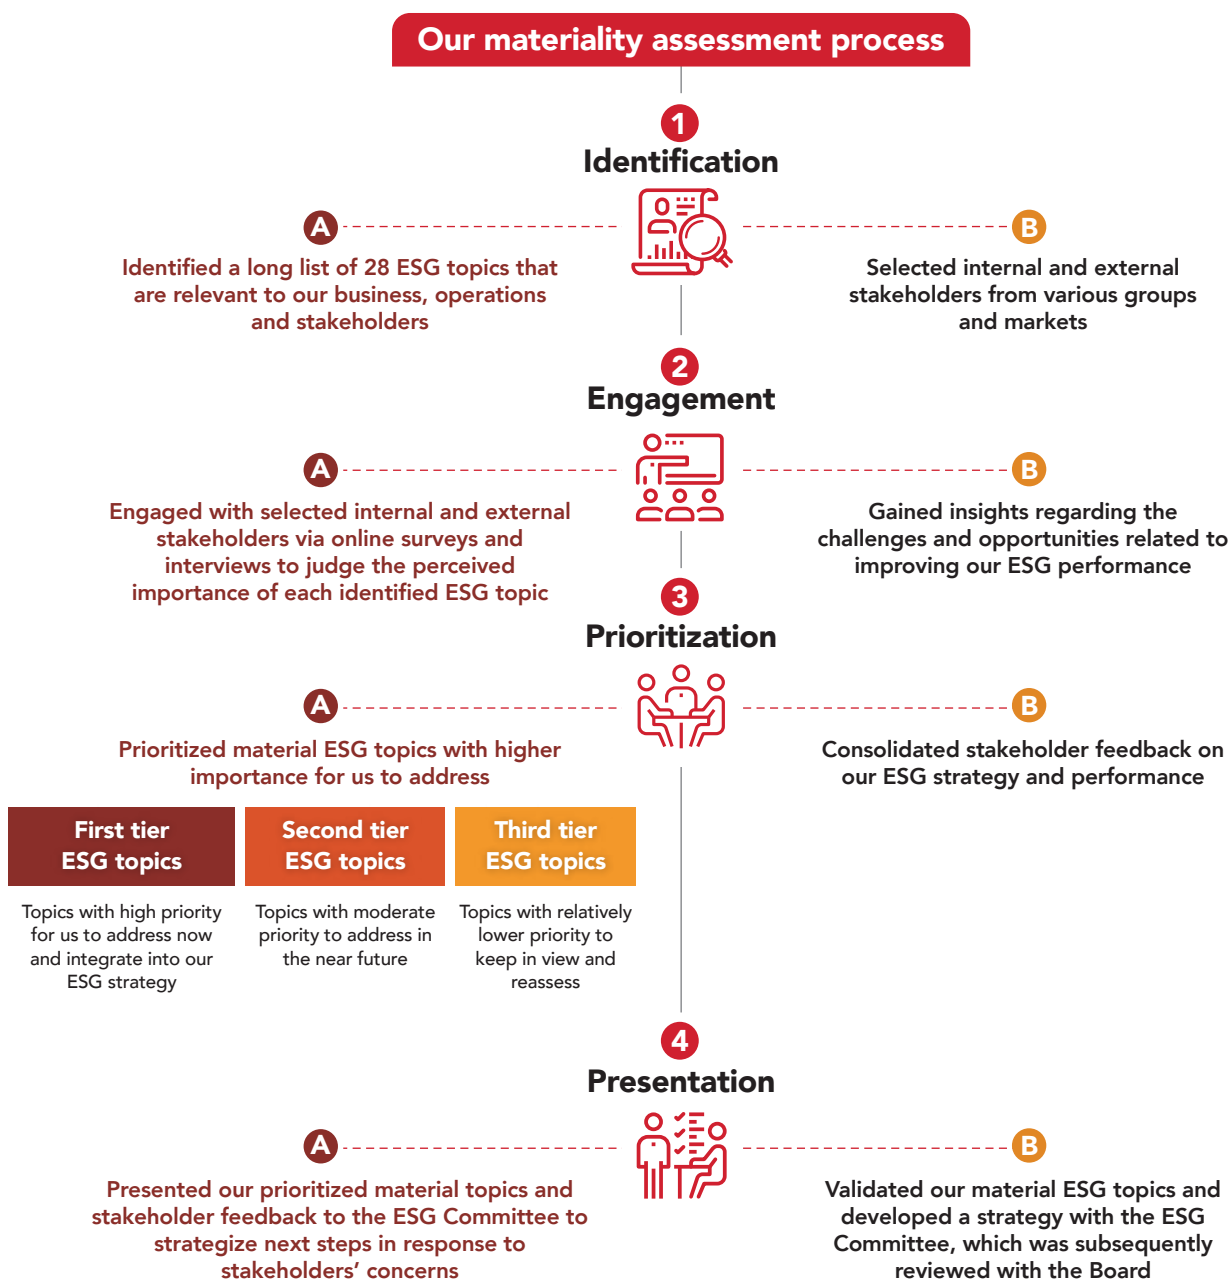 Our materiality assessment process
1
Identification
A
Identified a long list of 28 ESG topics that
are relevant to our business, operations
and stakeholders
B
Selected internal and external
stakeholders from various groups
and markets
2
Engagement
A
Engaged with selected internal and external
stakeholders via online surveys and
interviews to judge the perceived
importance of each identified ESG topic
B
Gained insights regarding the
challenges and opportunities related to
improving our ESG performance
3
Prioritization
A
Prioritized material ESG topics with higher
importance for us to address
B
Consolidated stakeholder feedback on
our ESG strategy and performance
First tier
ESG topics
Topics with high priority
for us to address now
and integrate into our
ESG strategy
Second tier
ESG topics
Topics with moderate
priority to address in
the near future
Third tier
ESG topics
Topics with relatively
lower priority to
keep in view and
reassess
4
Presentation
A
Presented our prioritized material topics and
stakeholder feedback to the ESG Committee to
strategize next steps in response to
stakeholders’ concerns
B
Validated our material ESG topics and
developed a strategy with the ESG
Committee, which was subsequently
reviewed with the Board